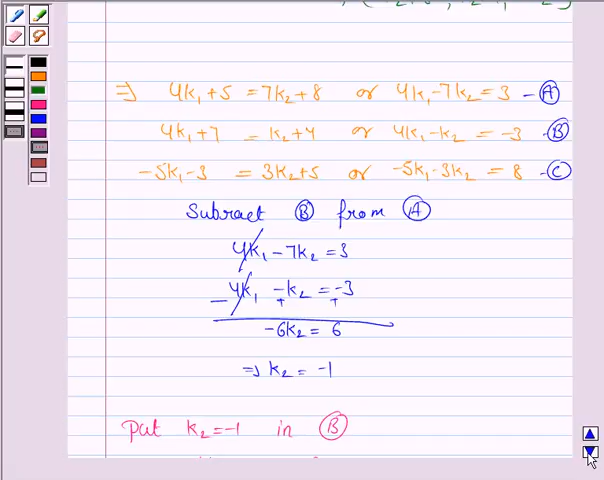 ⇒ 4k₁+5 = 7k₂+8 or 4k₁-7k₂ = 3 -Ⓐ
4k₁+7 = k₂+4 or 4k₁-k₂ = -3 -Ⓑ
-5k₁-3 = 3k₂+5 or -5k₁-3k₂ = 8 -Ⓒ
Subract Ⓑ from Ⓐ
4k₁ - 7k₂ = 3
- 4k₁ - k₂ = -3
+ +
-6k₂ = 6
⇒ k₂ = -1
Put k₂=-1 in Ⓑ